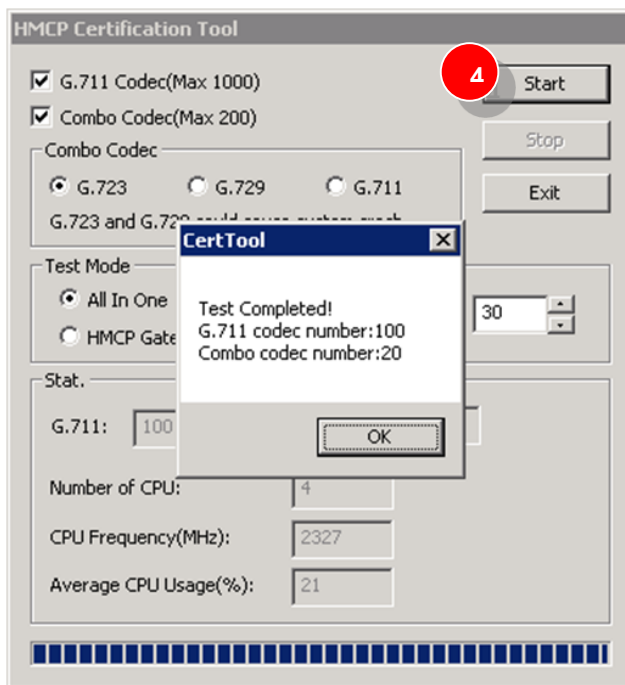 HMCP Certification Tool
G.711 Codec(Max 1000)
4
Start
Combo Codec(Max 200)
Stop
Combo Codec
G.723 G.729 G.711
Exit
G.723 and
CertTool
Test Mode
All In One
30
HMCP
Test Completed!
G.711 codec number:100
Combo codec number:20
OK
Stat.
G.711: 100
Number of CPU: 4
CPU Frequency(MHz): 2327
Average CPU Usage(%): 21